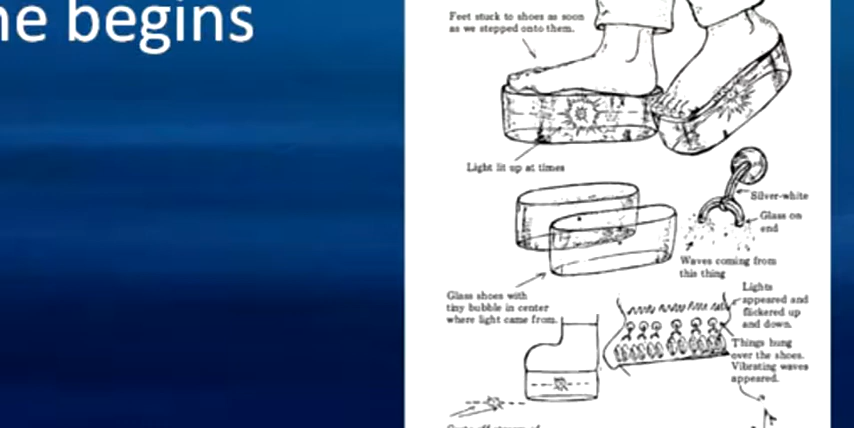 he begins
Feet stuck to shoes as soon
as we stepped onto them.
Light lit up at times
Silver-white
Glass on
end
Waves coming from
this thing
Glass shoes with
tiny bubble in center
where light came from.
Lights
appeared and
flickered up
and down.
Things hung
over the shoes.
Vibrating waves
appeared.